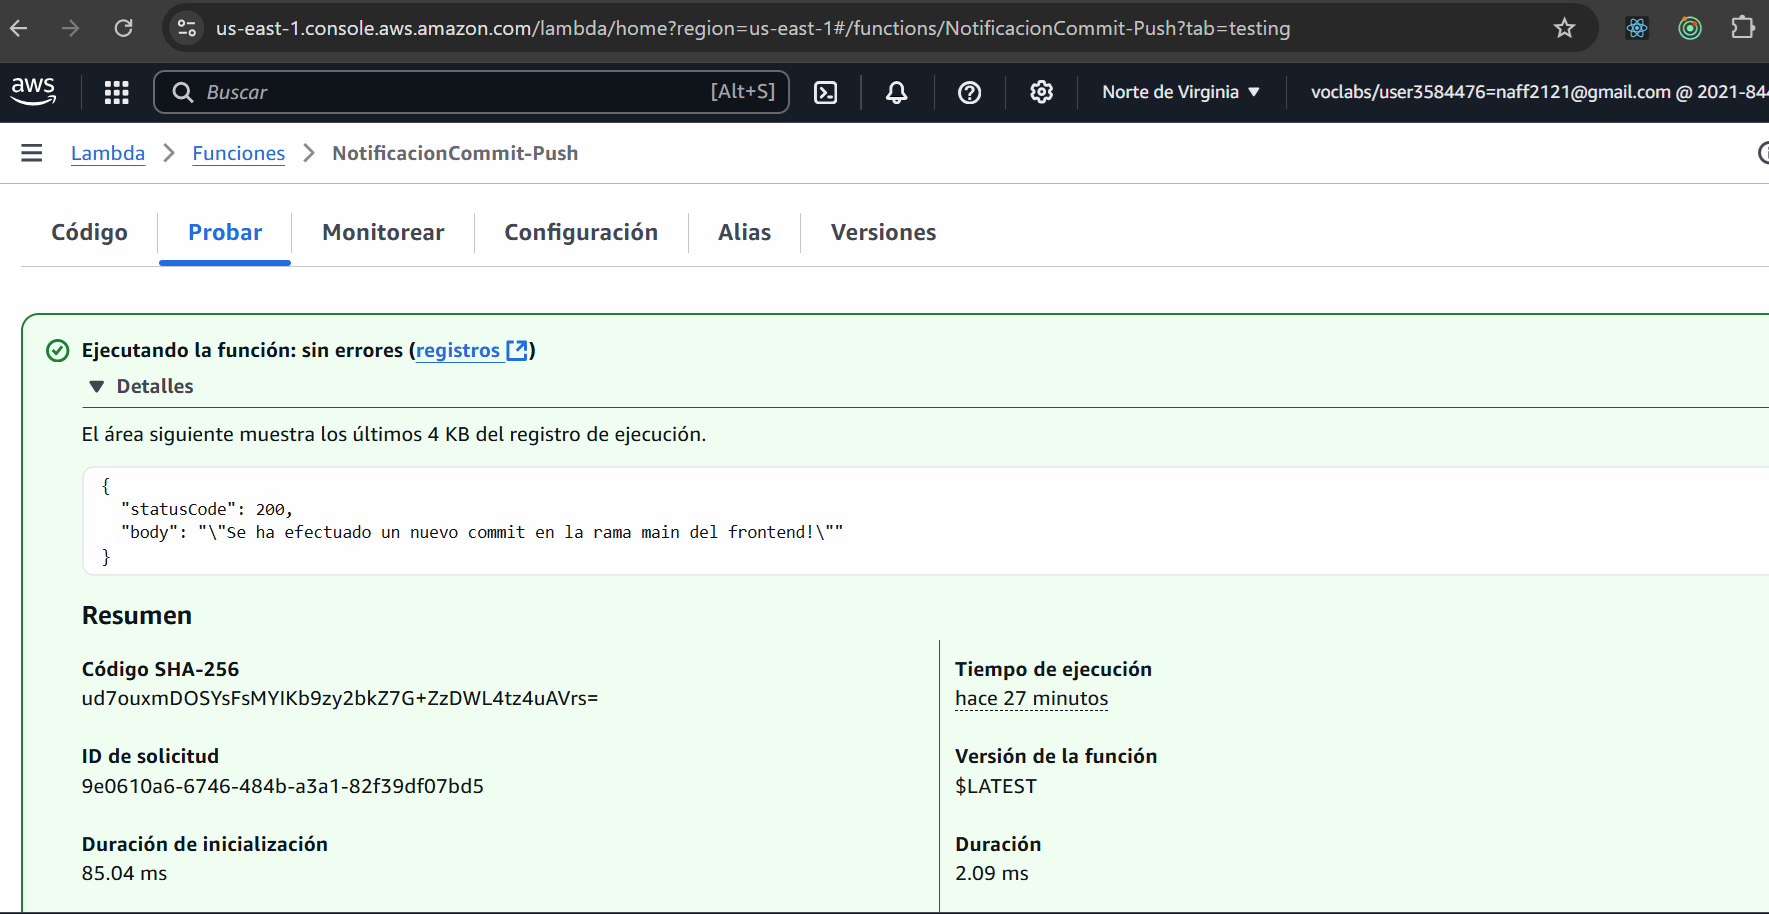 us-east-1.console.aws.amazon.com/lambda/home?region=us-east-1#/functions/NotificacionCommit-Push?tab=testing
aws
Buscar [Alt+S] Norte de Virginia voclabs/user3584476=naff2121@gmail.com @ 2021-84
Lambda Funciones NotificacionCommit-Push
Código Probar Monitorear Configuración Alias Versiones
Ejecutando la función: sin errores (registros)
Detalles
El área siguiente muestra los últimos 4 KB del registro de ejecución.
{
"statusCode": 200,
"body": "\"Se ha efectuado un nuevo commit en la rama main del frontend!\""
}
Resumen
Código SHA-256
ud7ouxmDOSYsFsMYIKb9zy2bkZ7G+ZzDWL4tz4uAVrs=
Tiempo de ejecución
hace 27 minutos
ID de solicitud
9e0610a6-6746-484b-a3a1-82f39df07bd5
Versión de la función
$LATEST
Duración de inicialización
85.04 ms
Duración
2.09 ms